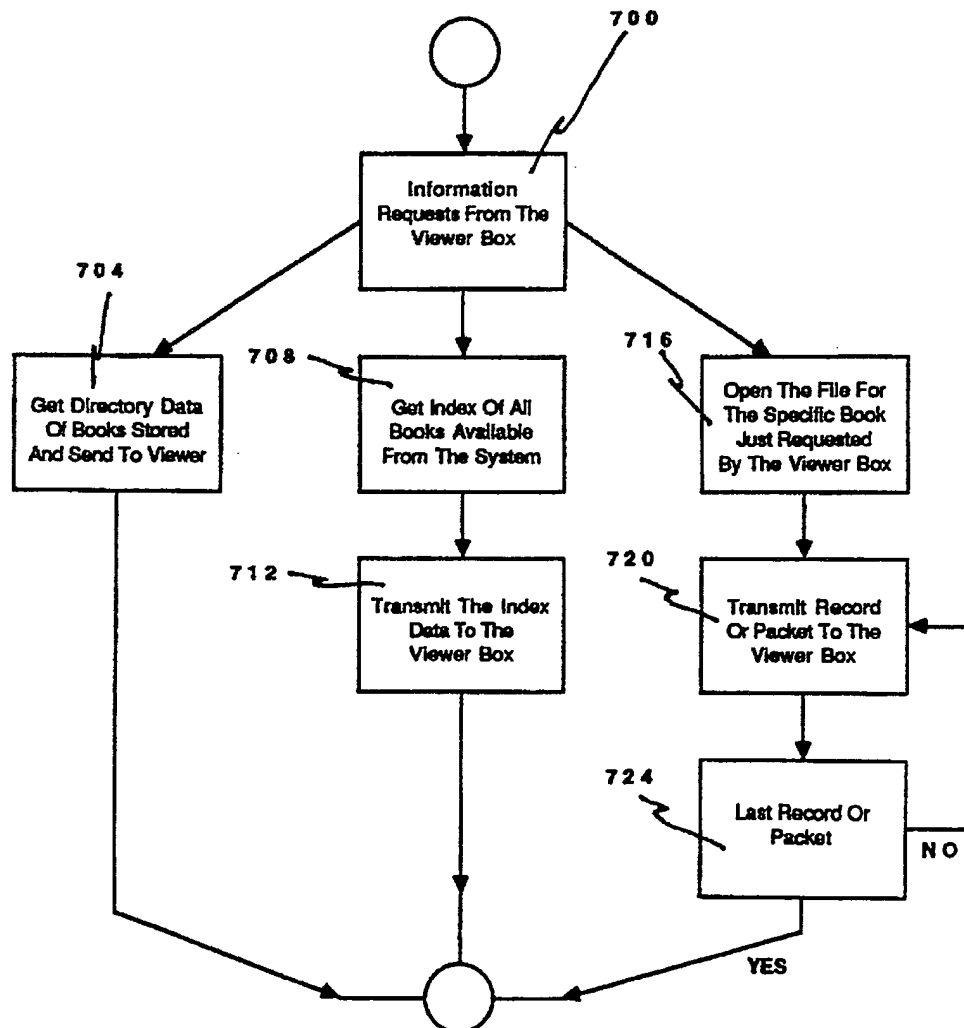 700
Information
Requests From The
Viewer Box
704
Get Directory Data
Of Books Stored
And Send To Viewer
708
Get Index Of All
Books Available
From The System
716
Open The File For
The Specific Book
Just Requested
By The Viewer Box
712
Transmit The Index
Data To The
Viewer Box
720
Transmit Record
Or Packet To The
Viewer Box
724
Last Record Or
Packet
NO
YES